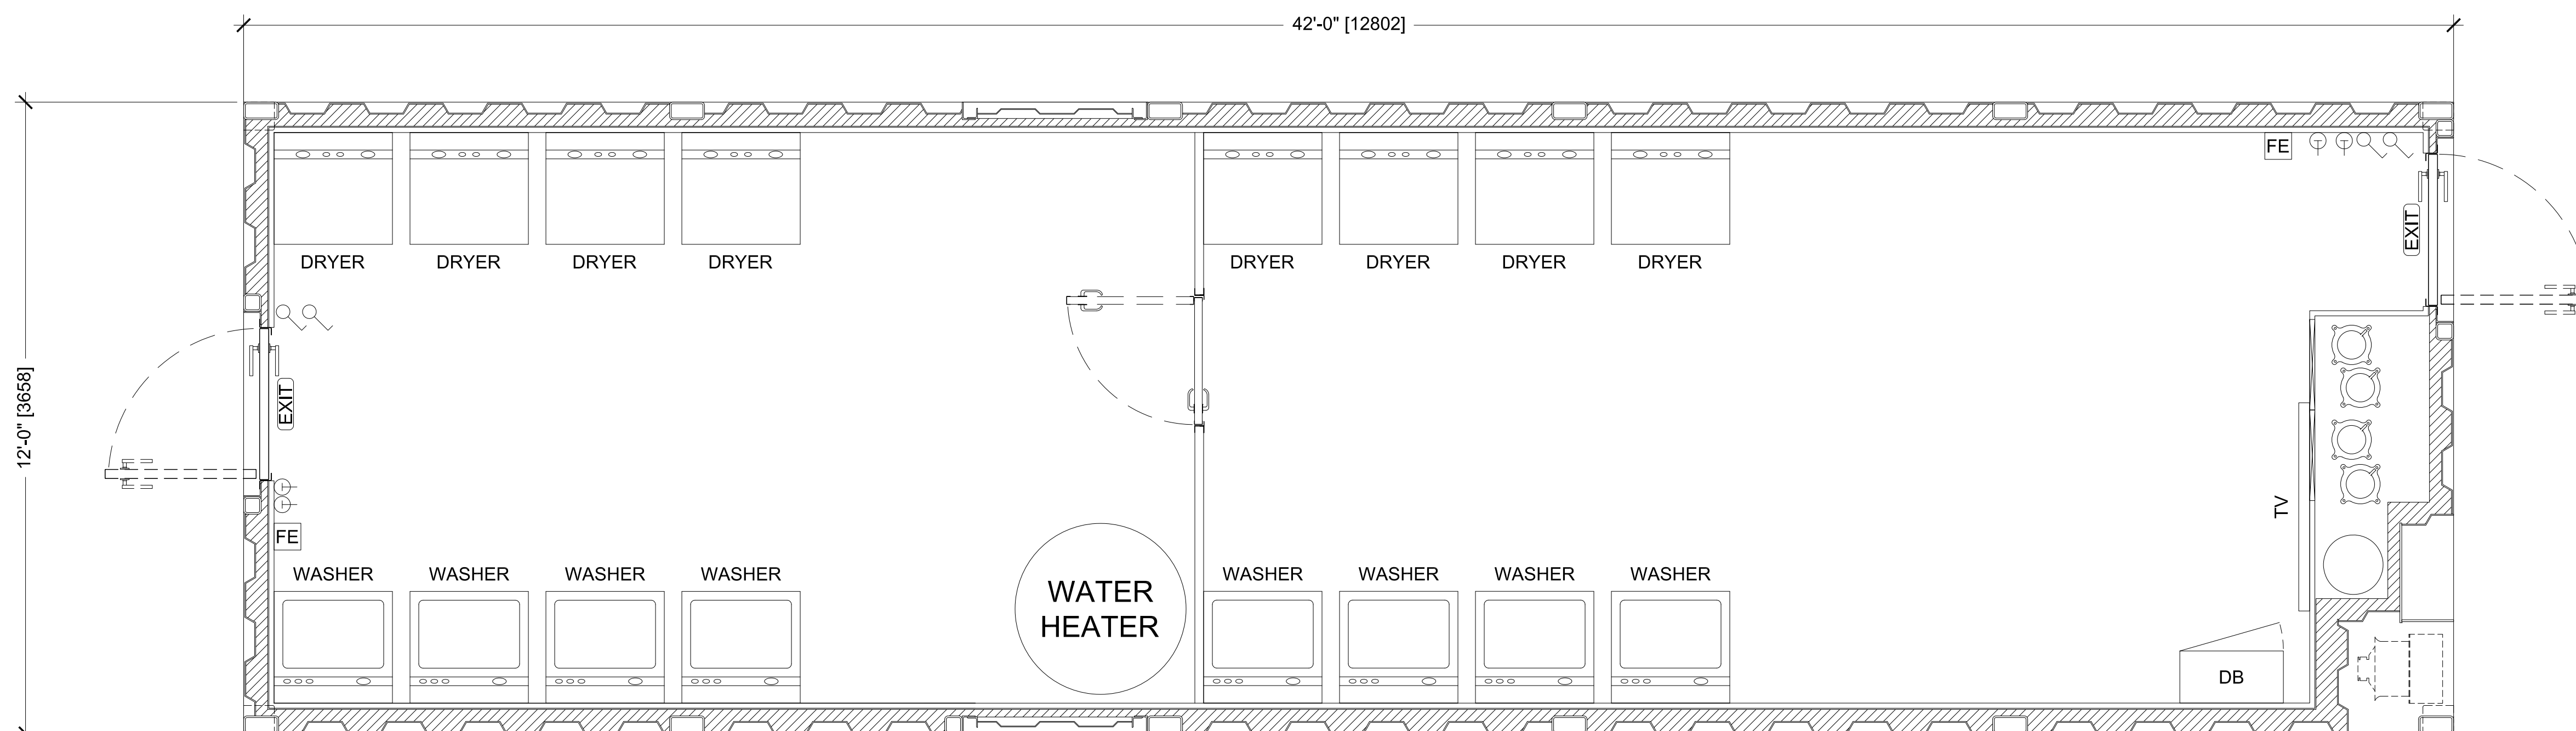 42'-0" [12802]
FE
EXIT
DRYER
DRYER
DRYER
DRYER
DRYER
DRYER
DRYER
DRYER
12'-0" [3658]
EXIT
TV
FE
WASHER
WASHER
WASHER
WASHER
WATER
HEATER
WASHER
WASHER
WASHER
WASHER
DB